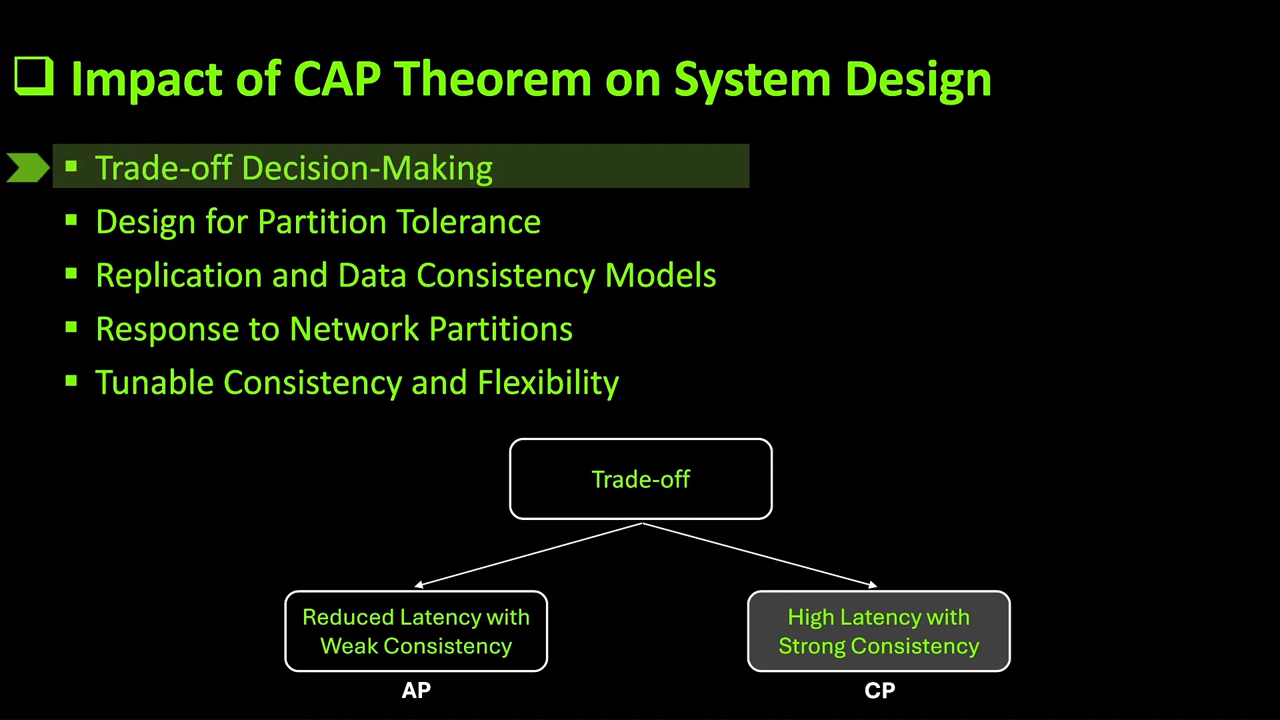 Impact of CAP Theorem on System Design
Trade-off Decision-Making
Design for Partition Tolerance
Replication and Data Consistency Models
Response to Network Partitions
Tunable Consistency and Flexibility
Trade-off
Reduced Latency with
Weak Consistency
AP
High Latency with
Strong Consistency
CP